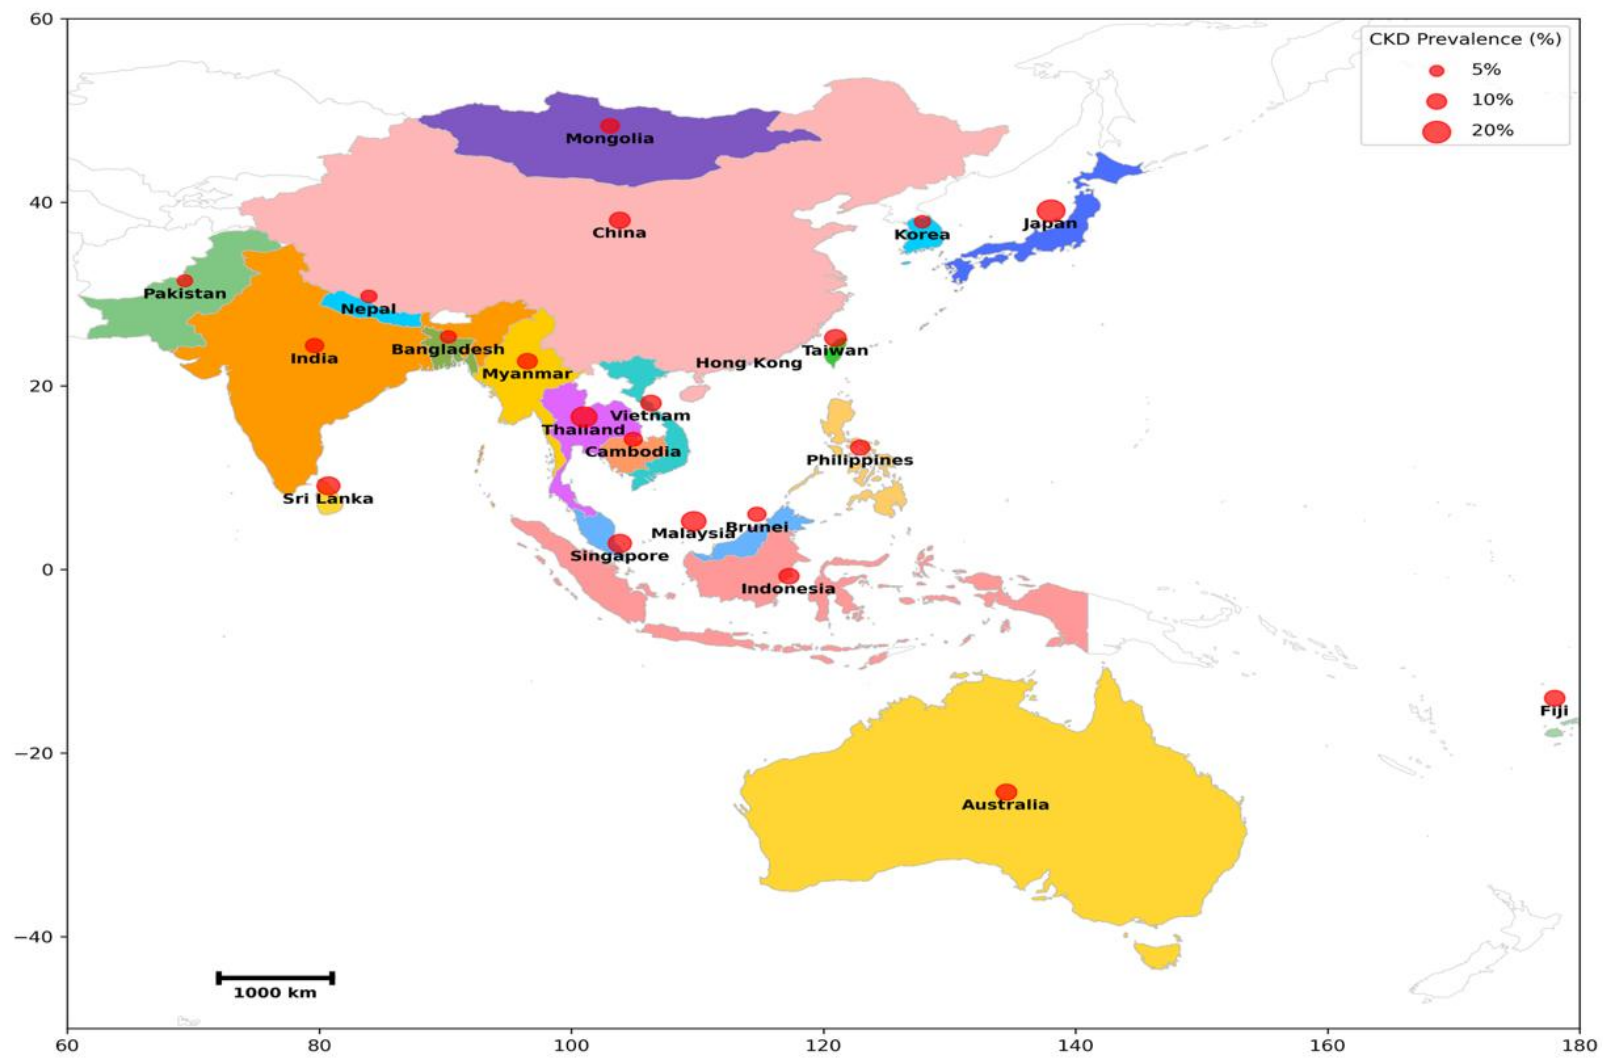 60
CKD Prevalence (%)
5%
10%
20%
Mongolia
40
China
Korea
Japan
Pakistan
Nepal
India
Bangladesh
Taiwan
Hong Kong
Myanmar
20
Vietnam
Thailand
Cambodia
Philippines
Sri Lanka
Malaysia
Brunei
Singapore
0
Indonesia
Fiji
−20
Australia
−40
1000 km
60
80
100
120
140
160
180